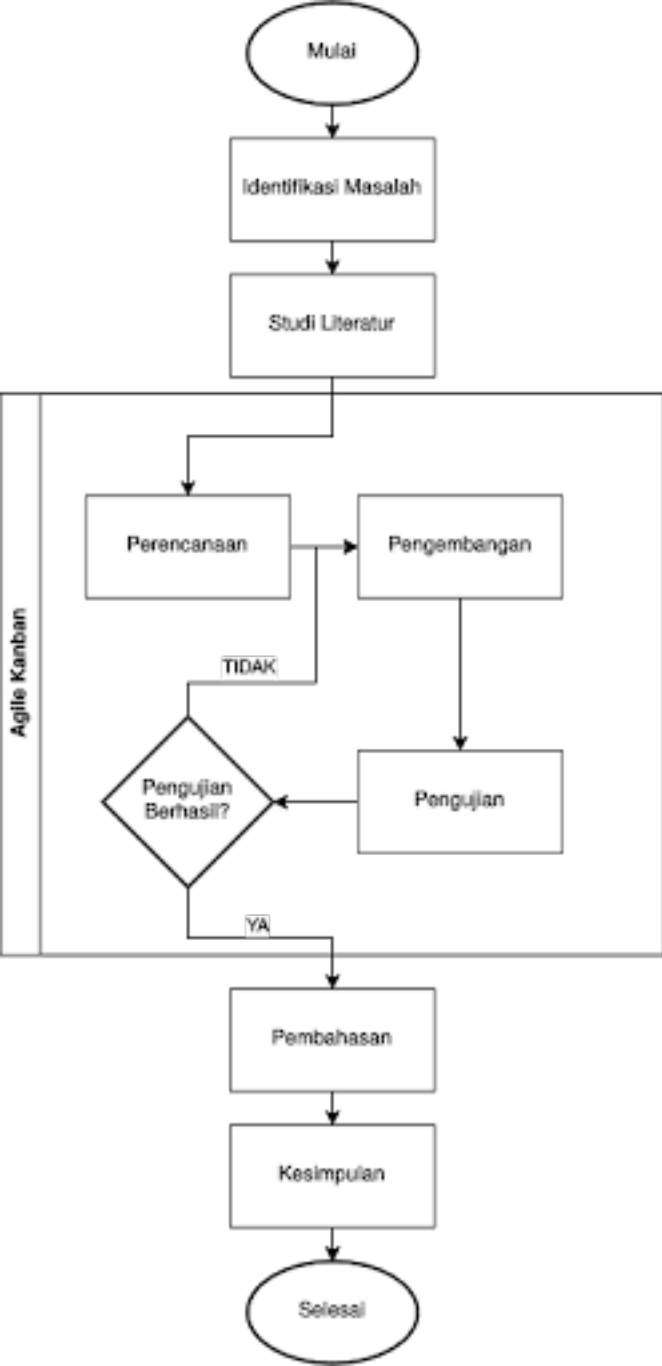 Mulai
Identifikasi Masalah
Studi Literatur
Agile Kanban
Perencanaan
Pengembangan
TIDAK
Pengujian
Berhasil?
Pengujian
YA
Pembahasan
Kesimpulan
Selesai